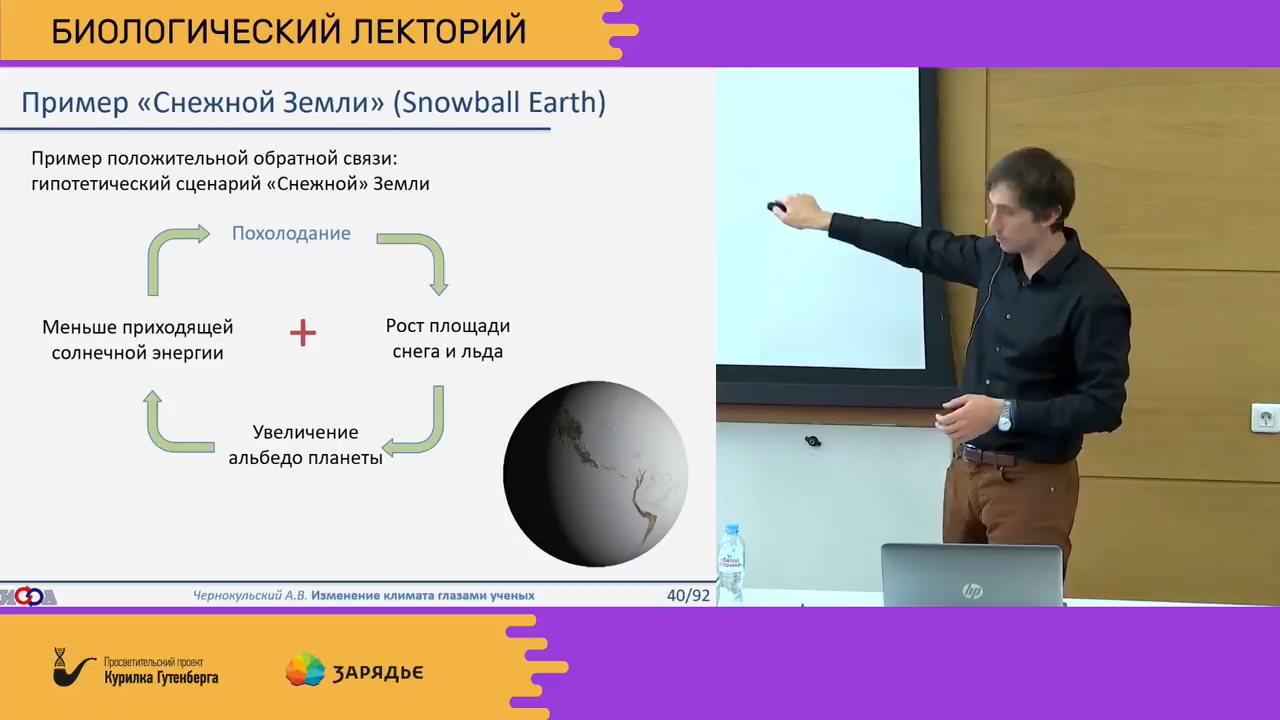 БИОЛОГИЧЕСКИЙ ЛЕКТОРИЙ
Пример «Снежной Земли» (Snowball Earth)
Пример положительной обратной связи:
гипотетический сценарий «Снежной» Земли
Похолодание
Меньше приходящей
солнечной энергии
+
Рост площади
снега и льда
Увеличение
альбедо планеты
ИФА
Чернокульский А.В. Изменение климата глазами ученых
40/92
hp
Просветительский проект
Курилка Гутенберга
ЗАРЯДЬЕ